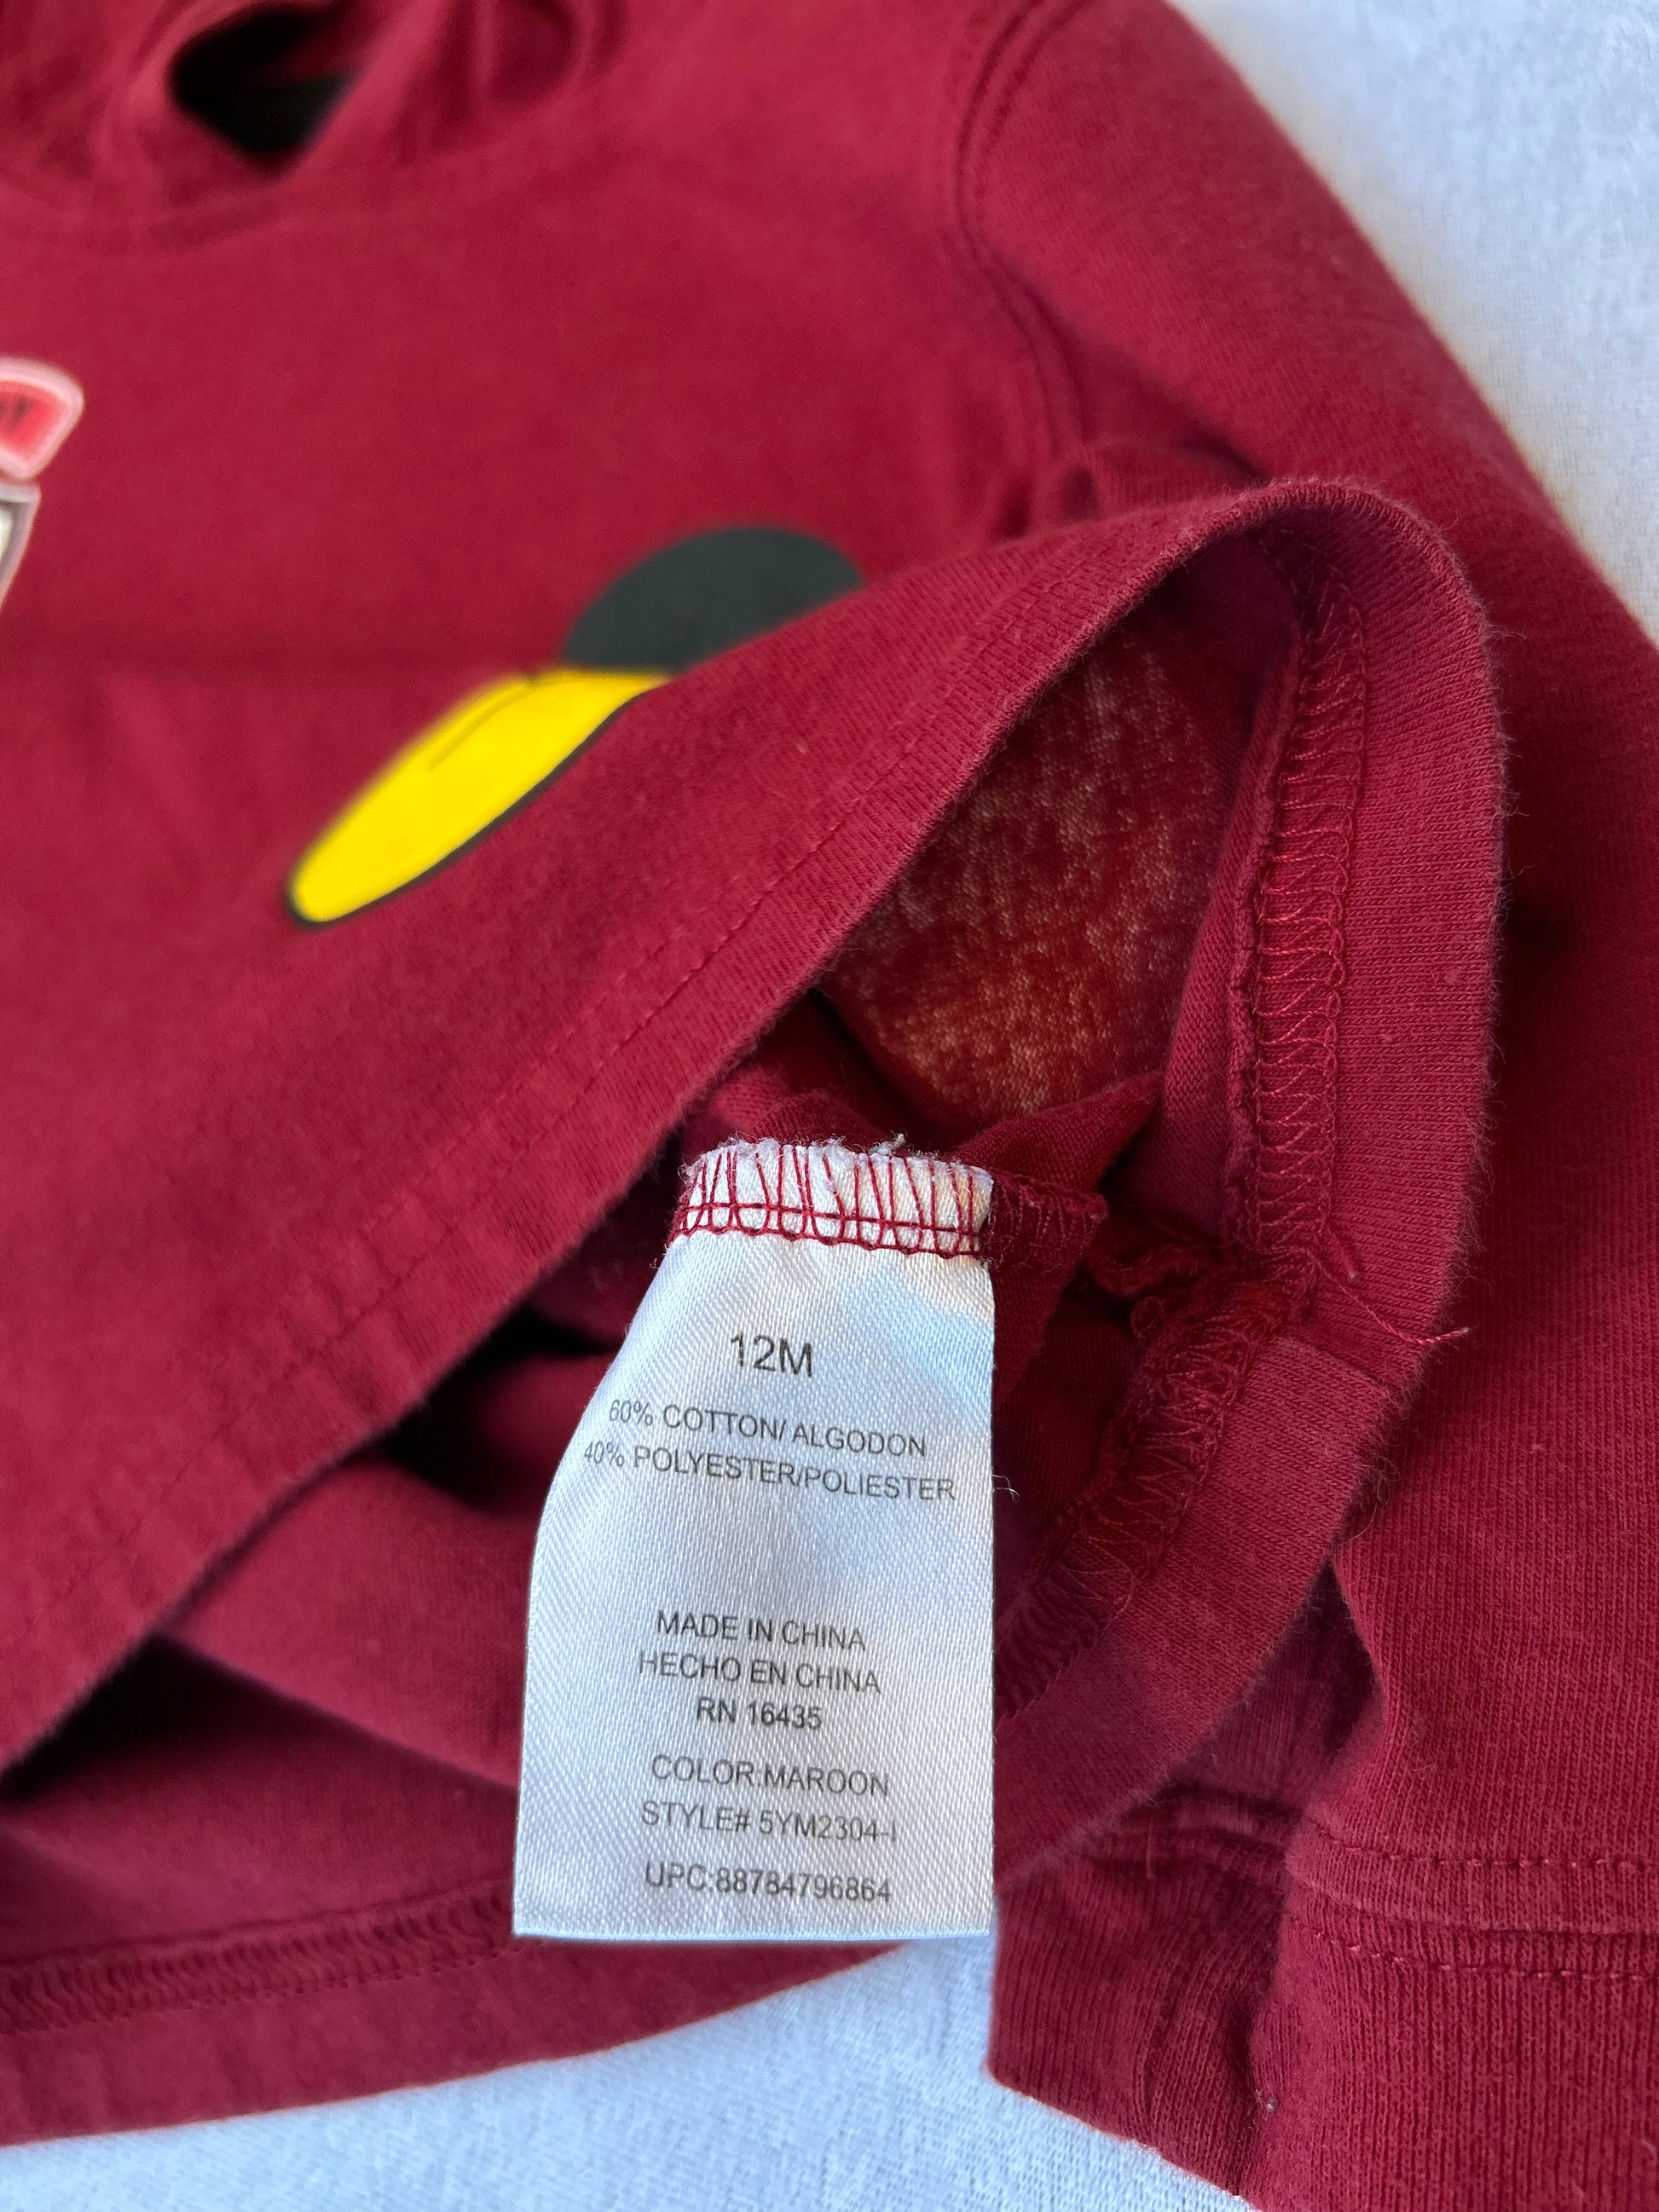 12M
60% COTTON/ ALGODON
40% POLYESTER/POLIESTER
MADE IN CHINA
HECHO EN CHINA
RN 16435
COLOR:MAROON
STYLE# 5YM2304-I
UPC:88784796864